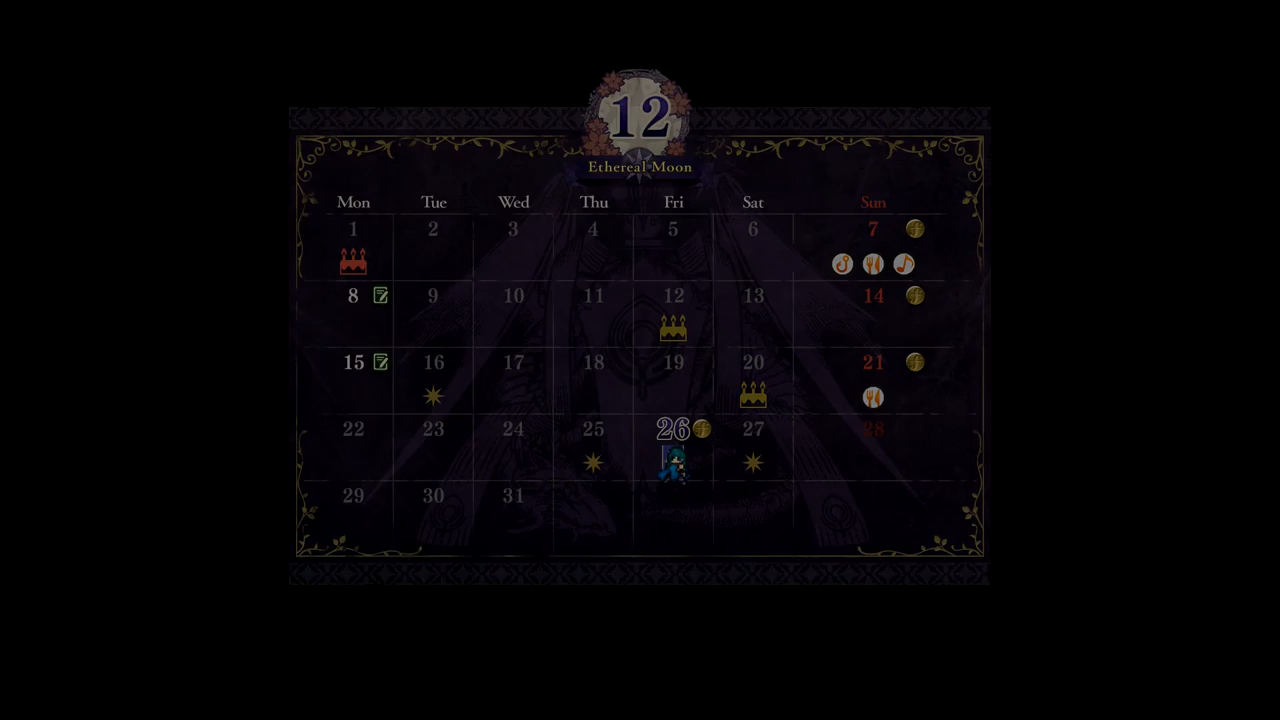 12
Ethereal Moon
Mon Tue Wed Thu Fri Sat Sun
1 2 3 4 5 6 7
8 9 10 11 12 13 14
15 16 17 18 19 20 21
22 23 24 25 26 27 28
29 30 31